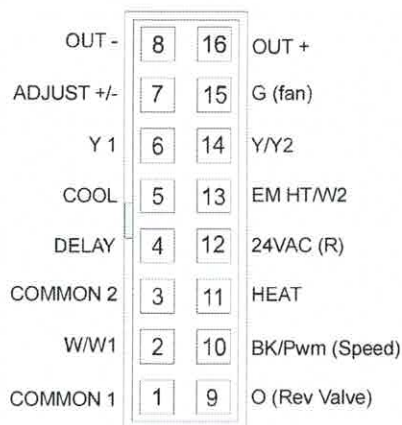 OUT - 8 16 OUT +
ADJUST +/- 7 15 G (fan)
Y 1 6 14 Y/Y2
COOL 5 13 EM HT/W2
DELAY 4 12 24VAC (R)
COMMON 2 3 11 HEAT
W/W1 2 10 BK/Pwm (Speed)
COMMON 1 1 9 O (Rev Valve)